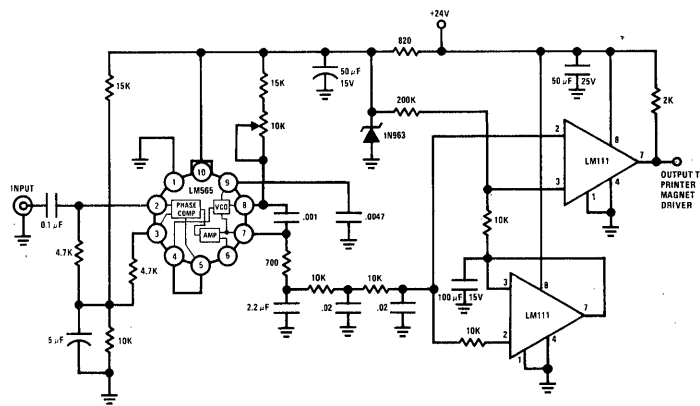 +24V
820
15K
50 µF
15V
15K
10K
200K
1N963
50 µF 25V
2K
2
8
LM111
7
3
1
4
OUTPUT T
PRINTER
MAGNET
DRIVER
INPUT
0.1 µF
LM565
1
10
9
2
PHASE
COMP
VCO
8
3
AMP
7
4
5
6
.001
.0047
4.7K
4.7K
700
10K
10K
2.2 µF
.02
.02
10K
100 µF 15V
3
8
LM111
7
10K
2
1
4
5 µF
10K